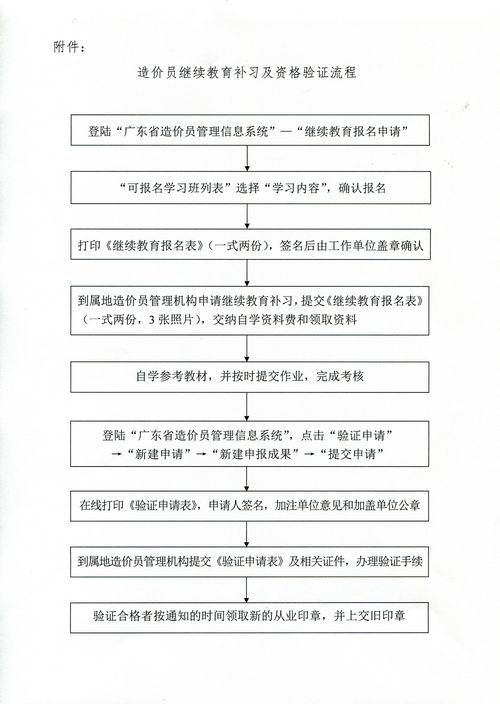 附件：
造价员继续教育补习及资格验证流程
登陆“广东省造价员管理信息系统”—“继续教育报名申请”
“可报名学习班列表”选择“学习内容”，确认报名
打印《继续教育报名表》（一式两份），签名后由工作单位盖章确认
到属地造价员管理机构申请继续教育补习，提交《继续教育报名表》
（一式两份，3 张照片），交纳自学资料费和领取资料
自学参考教材，并按时提交作业，完成考核
登陆“广东省造价员管理信息系统”，点击“验证申请”
→“新建申请”→“新建申报成果”→“提交申请”
在线打印《验证申请表》，申请人签名，加注单位意见和加盖单位公章
到属地造价员管理机构提交《验证申请表》及相关证件，办理验证手续
验证合格者按通知的时间领取新的从业印章，并上交旧印章